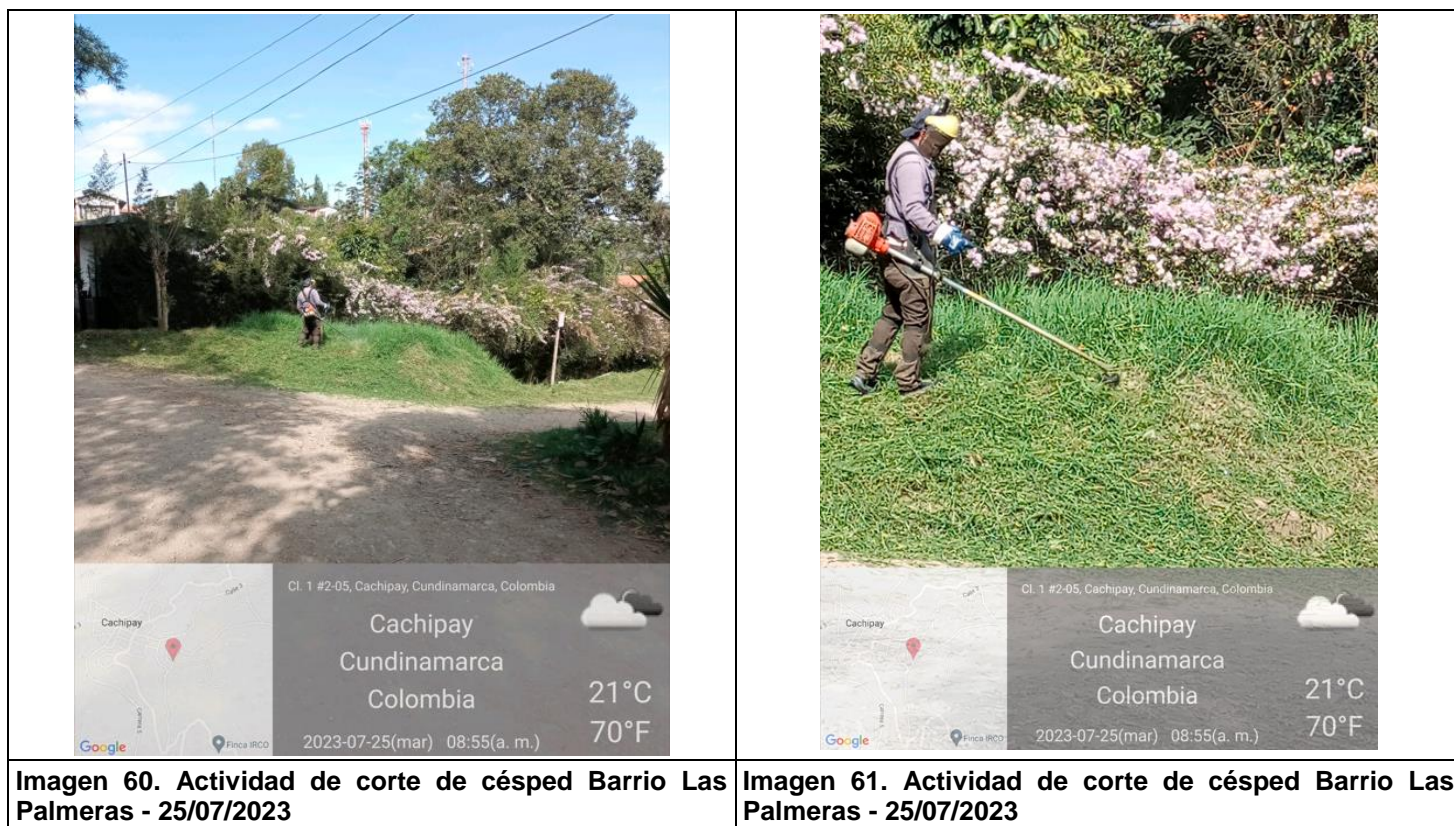 Cl. 1 #2-05, Cachipay, Cundinamarca, Colombia
Calle 3
Cachipay
Cachipay
Cundinamarca
Colombia
21°C
70°F
2023-07-25(mar) 08:55(a. m.)
Google
Finca IRCO
Imagen 60. Actividad de corte de césped Barrio Las
Palmeras - 25/07/2023
Cl. 1 #2-05, Cachipay, Cundinamarca, Colombia
Cachipay
Cachipay
Cundinamarca
Colombia
21°C
70°F
2023-07-25(mar) 08:55(a. m.)
Google
Finca IRCO
Imagen 61. Actividad de corte de césped Barrio Las
Palmeras - 25/07/2023